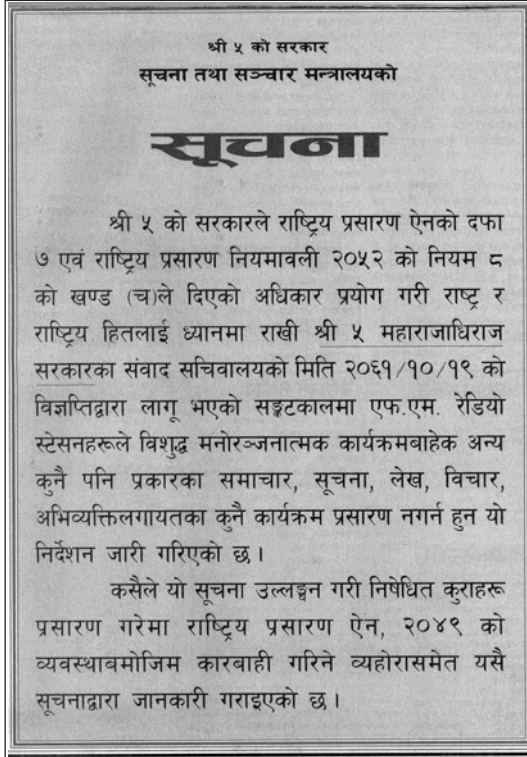 श्री ५ को सरकार
सूचना तथा सञ्चार मन्त्रालयको
सूचना
श्री ५ को सरकारले राष्ट्रिय प्रसारण ऐनको दफा
७ एवं राष्ट्रिय प्रसारण नियमावली २०५२ को नियम ८
को खण्ड (च)ले दिएको अधिकार प्रयोग गरी राष्ट्र र
राष्ट्रिय हितलाई ध्यानमा राखी श्री ५ महाराजाधिराज
सरकारका संवाद सचिवालयको मिति २०६१/१०/१९ को
विज्ञप्तिद्वारा लागू भएको सङ्कटकालमा एफ.एम. रेडियो
स्टेसनहरूले विशुद्ध मनोरञ्जनात्मक कार्यक्रमबाहेक अन्य
कुनै पनि प्रकारका समाचार, सूचना, लेख, विचार,
अभिव्यक्तिलगायतका कुनै कार्यक्रम प्रसारण नगर्न हुन यो
निर्देशन जारी गरिएको छ ।
कसैले यो सूचना उल्लङ्घन गरी निषेधित कुराहरू
प्रसारण गरेमा राष्ट्रिय प्रसारण ऐन, २०४९ को
व्यवस्थाबमोजिम कारबाही गरिने व्यहोरासमेत यसै
सूचनाद्वारा जानकारी गराइएको छ ।